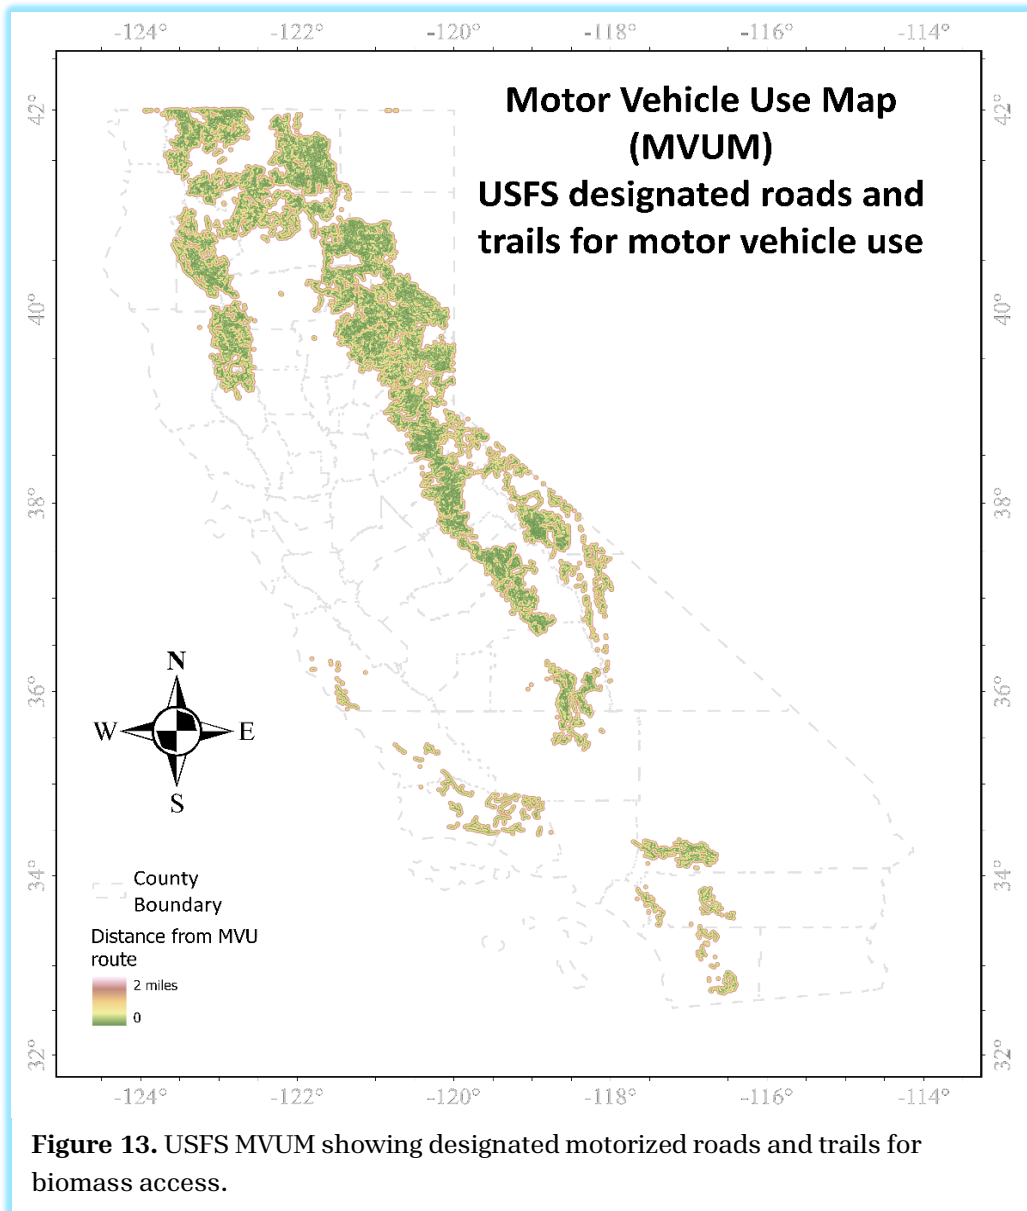 -124° -122° -120° -118° -116° -114°
Motor Vehicle Use Map
(MVUM)
USFS designated roads and
trails for motor vehicle use
42° 42°
40° 40°
38° 38°
36° 36°
34° 34°
32° 32°
N
W E
S
County
Boundary
Distance from MVU
route
2 miles
0
-124° -122° -120° -118° -116° -114°
Figure 13. USFS MVUM showing designated motorized roads and trails for
biomass access.